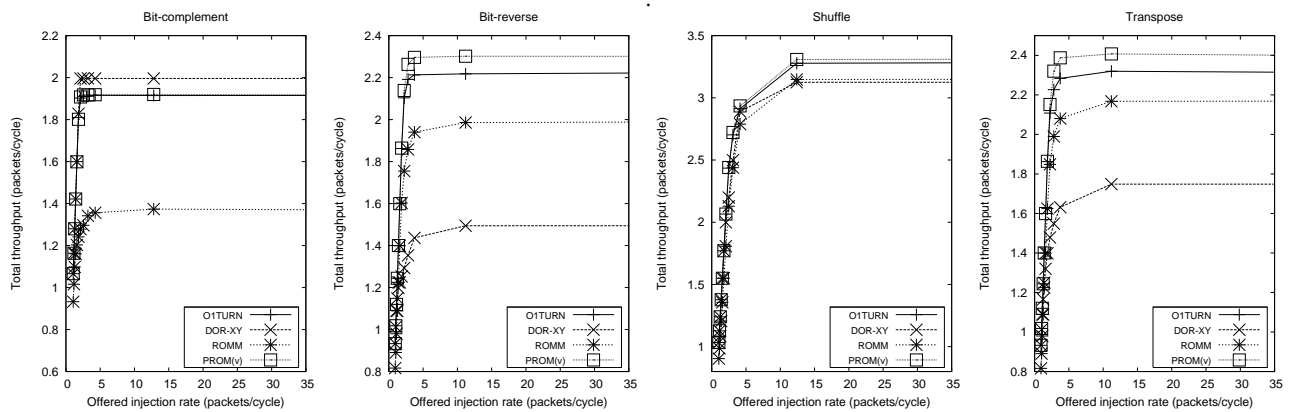 Bit-complement
Total throughput (packets/cycle)
2.2
2
1.8
1.6
1.4
1.2
1
0.8
0.6
0 5 10 15 20 25 30 35
Offered injection rate (packets/cycle)
O1TURN
DOR-XY
ROMM
PROM(v)
Bit-reverse
Total throughput (packets/cycle)
2.4
2.2
2
1.8
1.6
1.4
1.2
1
0.8
0 5 10 15 20 25 30 35
Offered injection rate (packets/cycle)
O1TURN
DOR-XY
ROMM
PROM(v)
Shuffle
Total throughput (packets/cycle)
3.5
3
2.5
2
1.5
1
0 5 10 15 20 25 30 35
Offered injection rate (packets/cycle)
O1TURN
DOR-XY
ROMM
PROM(v)
Transpose
Total throughput (packets/cycle)
2.4
2.2
2
1.8
1.6
1.4
1.2
1
0.8
0 5 10 15 20 25 30 35
Offered injection rate (packets/cycle)
O1TURN
DOR-XY
ROMM
PROM(v)